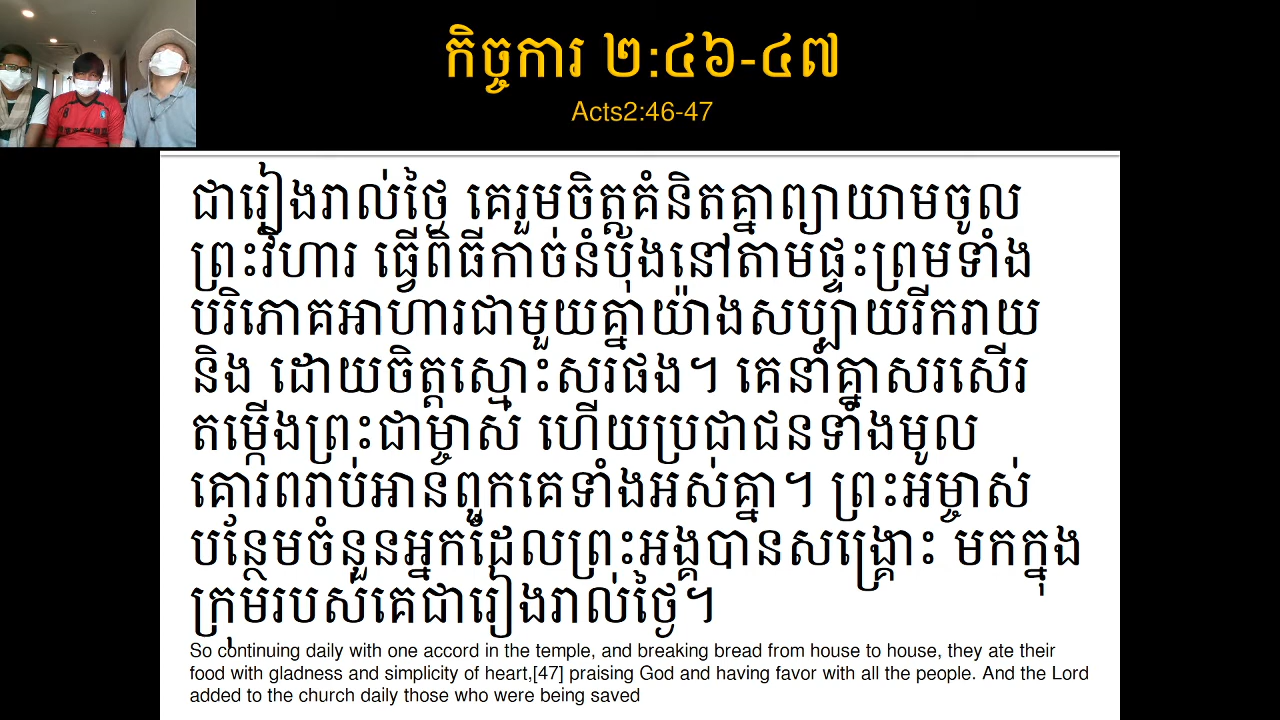 កិច្ចការ ២:៤៦-៤៧
Acts2:46-47
ជារៀងរាល់ថ្ងៃ គេរួមចិត្តគំនិតគ្នាព្យាយាមចូល
ព្រះវិហារ ធ្វើពិធីកាច់នំបុ័ងនៅតាមផ្ទះព្រមទាំង
បរិភោគអាហារជាមួយគ្នាយ៉ាងសប្បាយរីករាយ
និង ដោយចិត្តស្មោះសរផង។ គេនាំគ្នាសរសើរ
តម្កើងព្រះជាម្ចាស់ ហើយប្រជាជនទាំងមូល
គោរពរាប់អានពួកគេទាំងអស់គ្នា។ ព្រះអម្ចាស់
បន្ថែមចំនួនអ្នកដែលព្រះអង្គបានសង្គ្រោះ មកក្នុង
ក្រុមរបស់គេជារៀងរាល់ថ្ងៃ។
So continuing daily with one accord in the temple, and breaking bread from house to house, they ate their
food with gladness and simplicity of heart,[47] praising God and having favor with all the people. And the Lord
added to the church daily those who were being saved